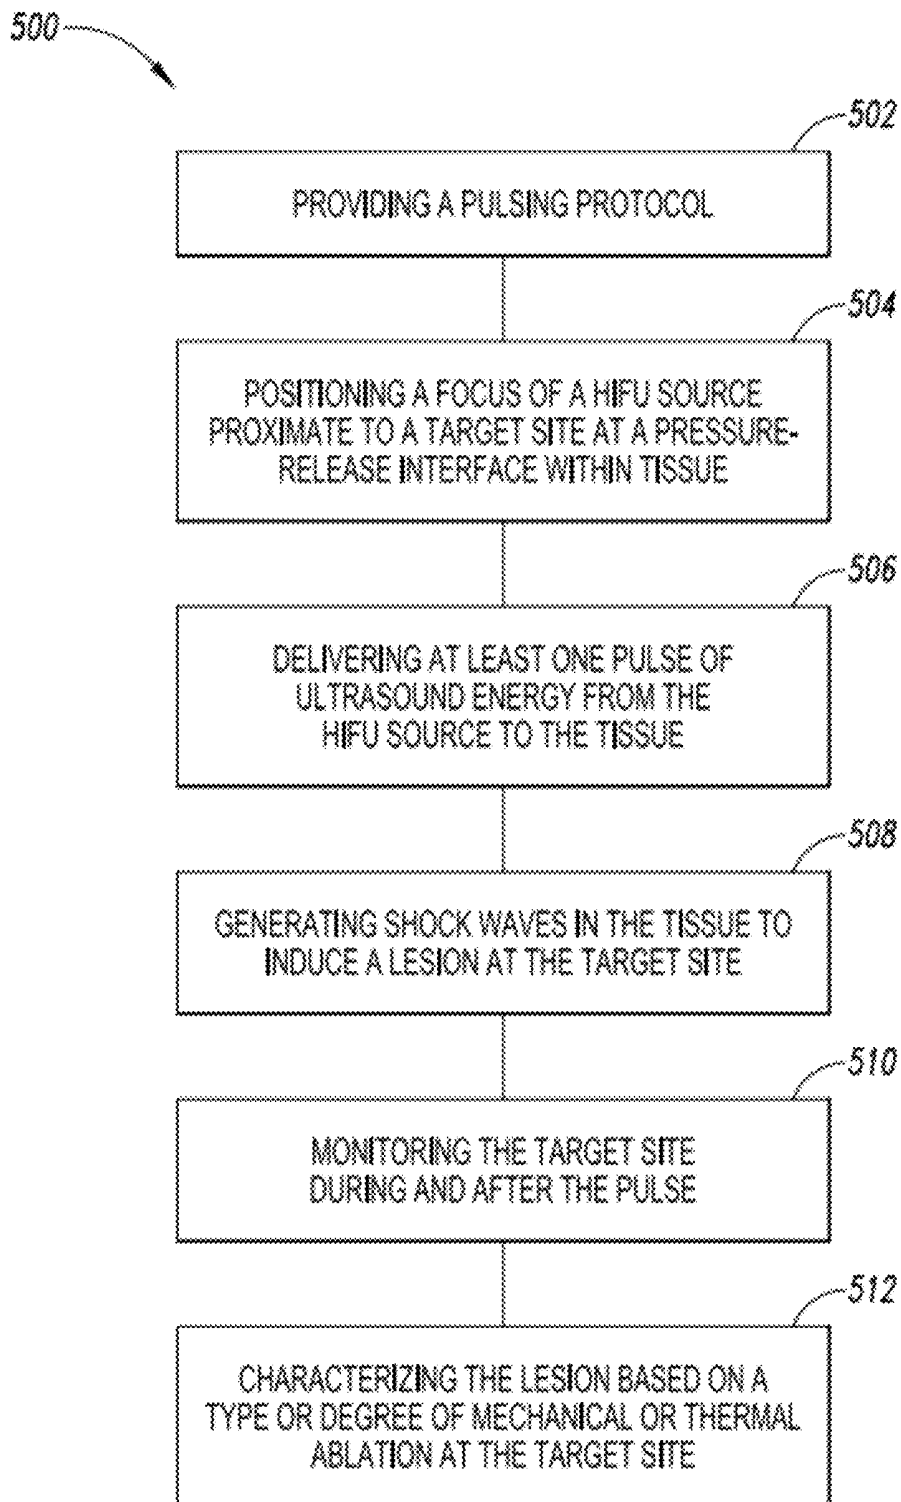 500
502
PROVIDING A PULSING PROTOCOL
504
POSITIONING A FOCUS OF A HIFU SOURCE
PROXIMATE TO A TARGET SITE AT A PRESSURE-
RELEASE INTERFACE WITHIN TISSUE
506
DELIVERING AT LEAST ONE PULSE OF
ULTRASOUND ENERGY FROM THE
HIFU SOURCE TO THE TISSUE
508
GENERATING SHOCK WAVES IN THE TISSUE TO
INDUCE A LESION AT THE TARGET SITE
510
MONITORING THE TARGET SITE
DURING AND AFTER THE PULSE
512
CHARACTERIZING THE LESION BASED ON A
TYPE OR DEGREE OF MECHANICAL OR THERMAL
ABLATION AT THE TARGET SITE